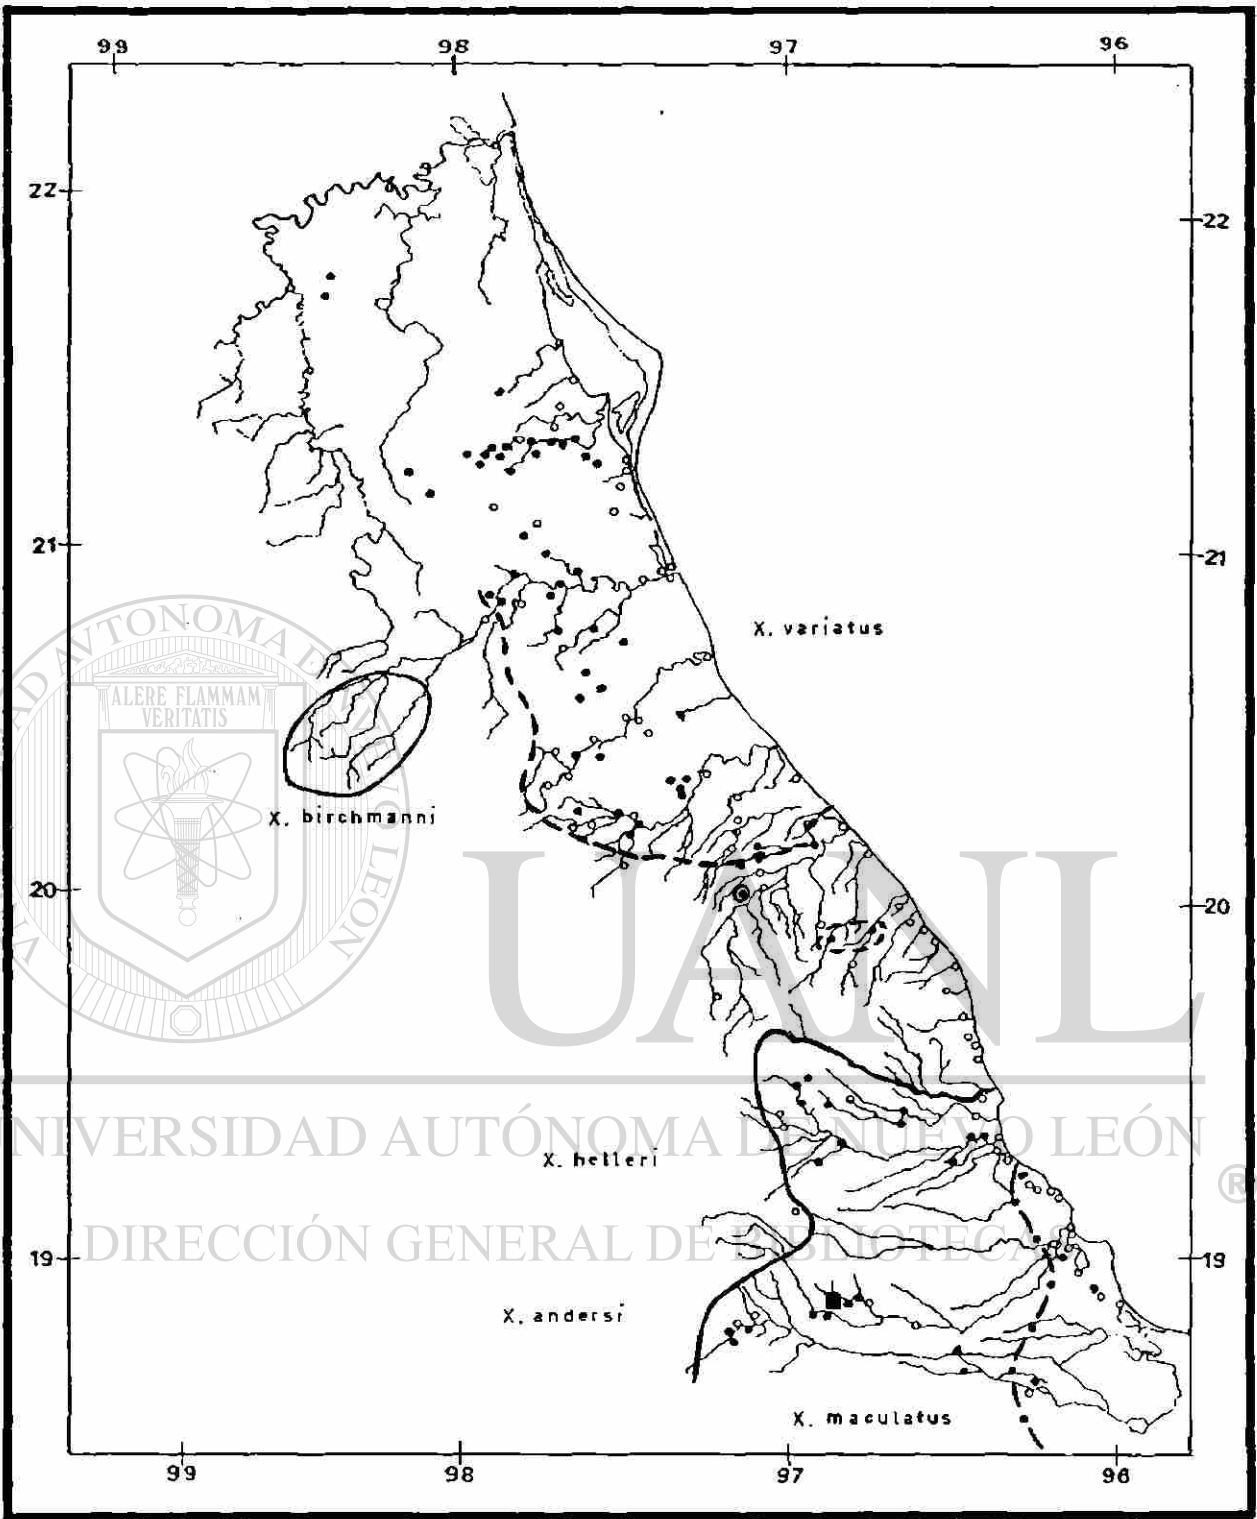 99 98 97 96
22
22
21
21
X. variatus
ALERE FLAMMAM
VERITATIS
X. birchmanni
20
20
UANL
UNIVERSIDAD AUTÓNOMA DE NUEVO LEÓN
®
X. helleri
DIRECCIÓN GENERAL DE BIBLIOTECAS
19
19
X. andersi
X. maculatus
99 98 97 96